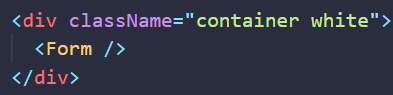 <div className="container white">
<Form />
</div>